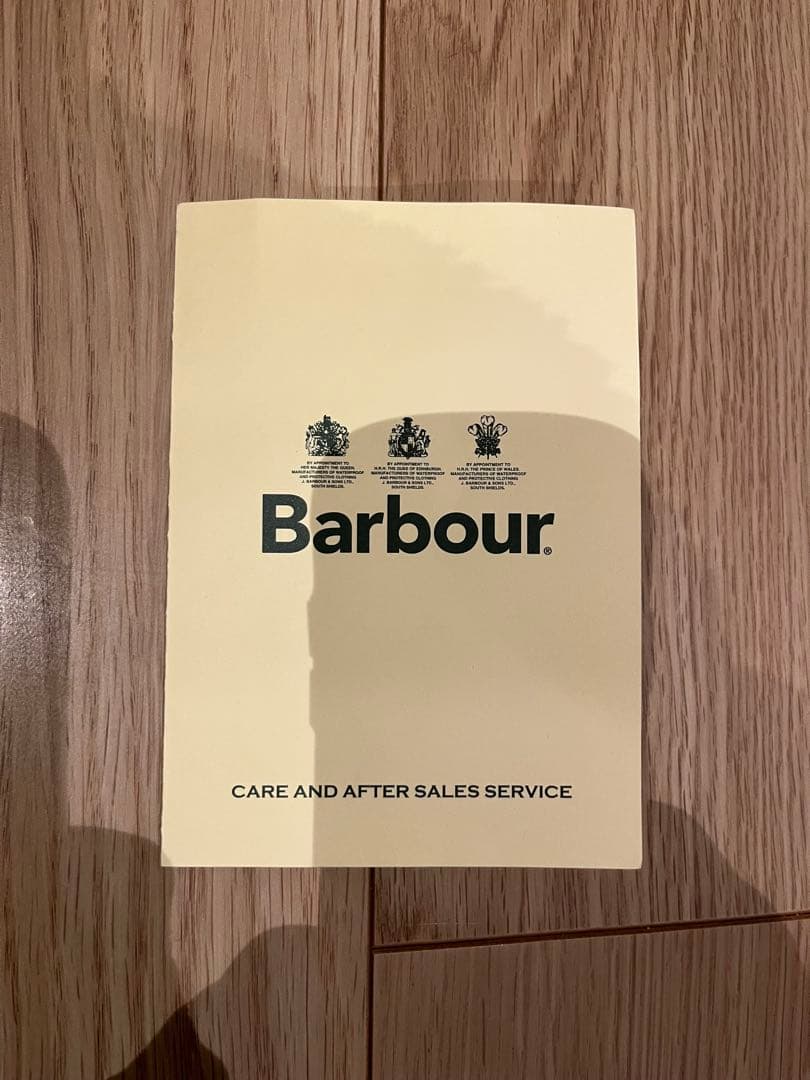 BY APPOINTMENT TO
HER MAJESTY THE QUEEN.
MANUFACTURERS OF WATERPROOF
AND PROTECTIVE CLOTHING
J. BARBOUR & SONS LTD.,
SOUTH SHIELDS.
BY APPOINTMENT TO
H.R.H. THE DUKE OF EDINBURGH.
MANUFACTURERS OF WATERPROOF
AND PROTECTIVE CLOTHING
J. BARBOUR & SONS LTD.,
SOUTH SHIELDS.
BY APPOINTMENT TO
H.R.H. THE PRINCE OF WALES.
MANUFACTURERS OF WATERPROOF
AND PROTECTIVE CLOTHING
J. BARBOUR & SONS LTD.,
SOUTH SHIELDS.
Barbour®
CARE AND AFTER SALES SERVICE